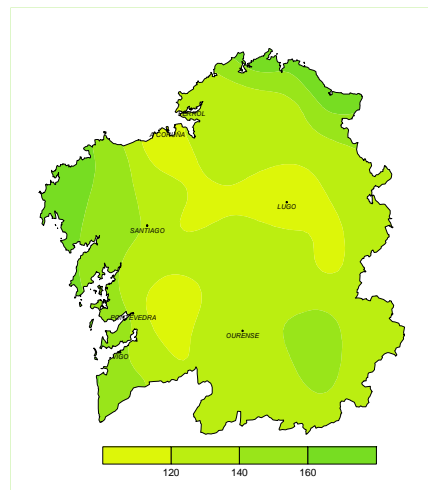 FERROL
A CORUÑA
LUGO
SANTIAGO
PONTEVEDRA
OURENSE
VIGO
120 140 160